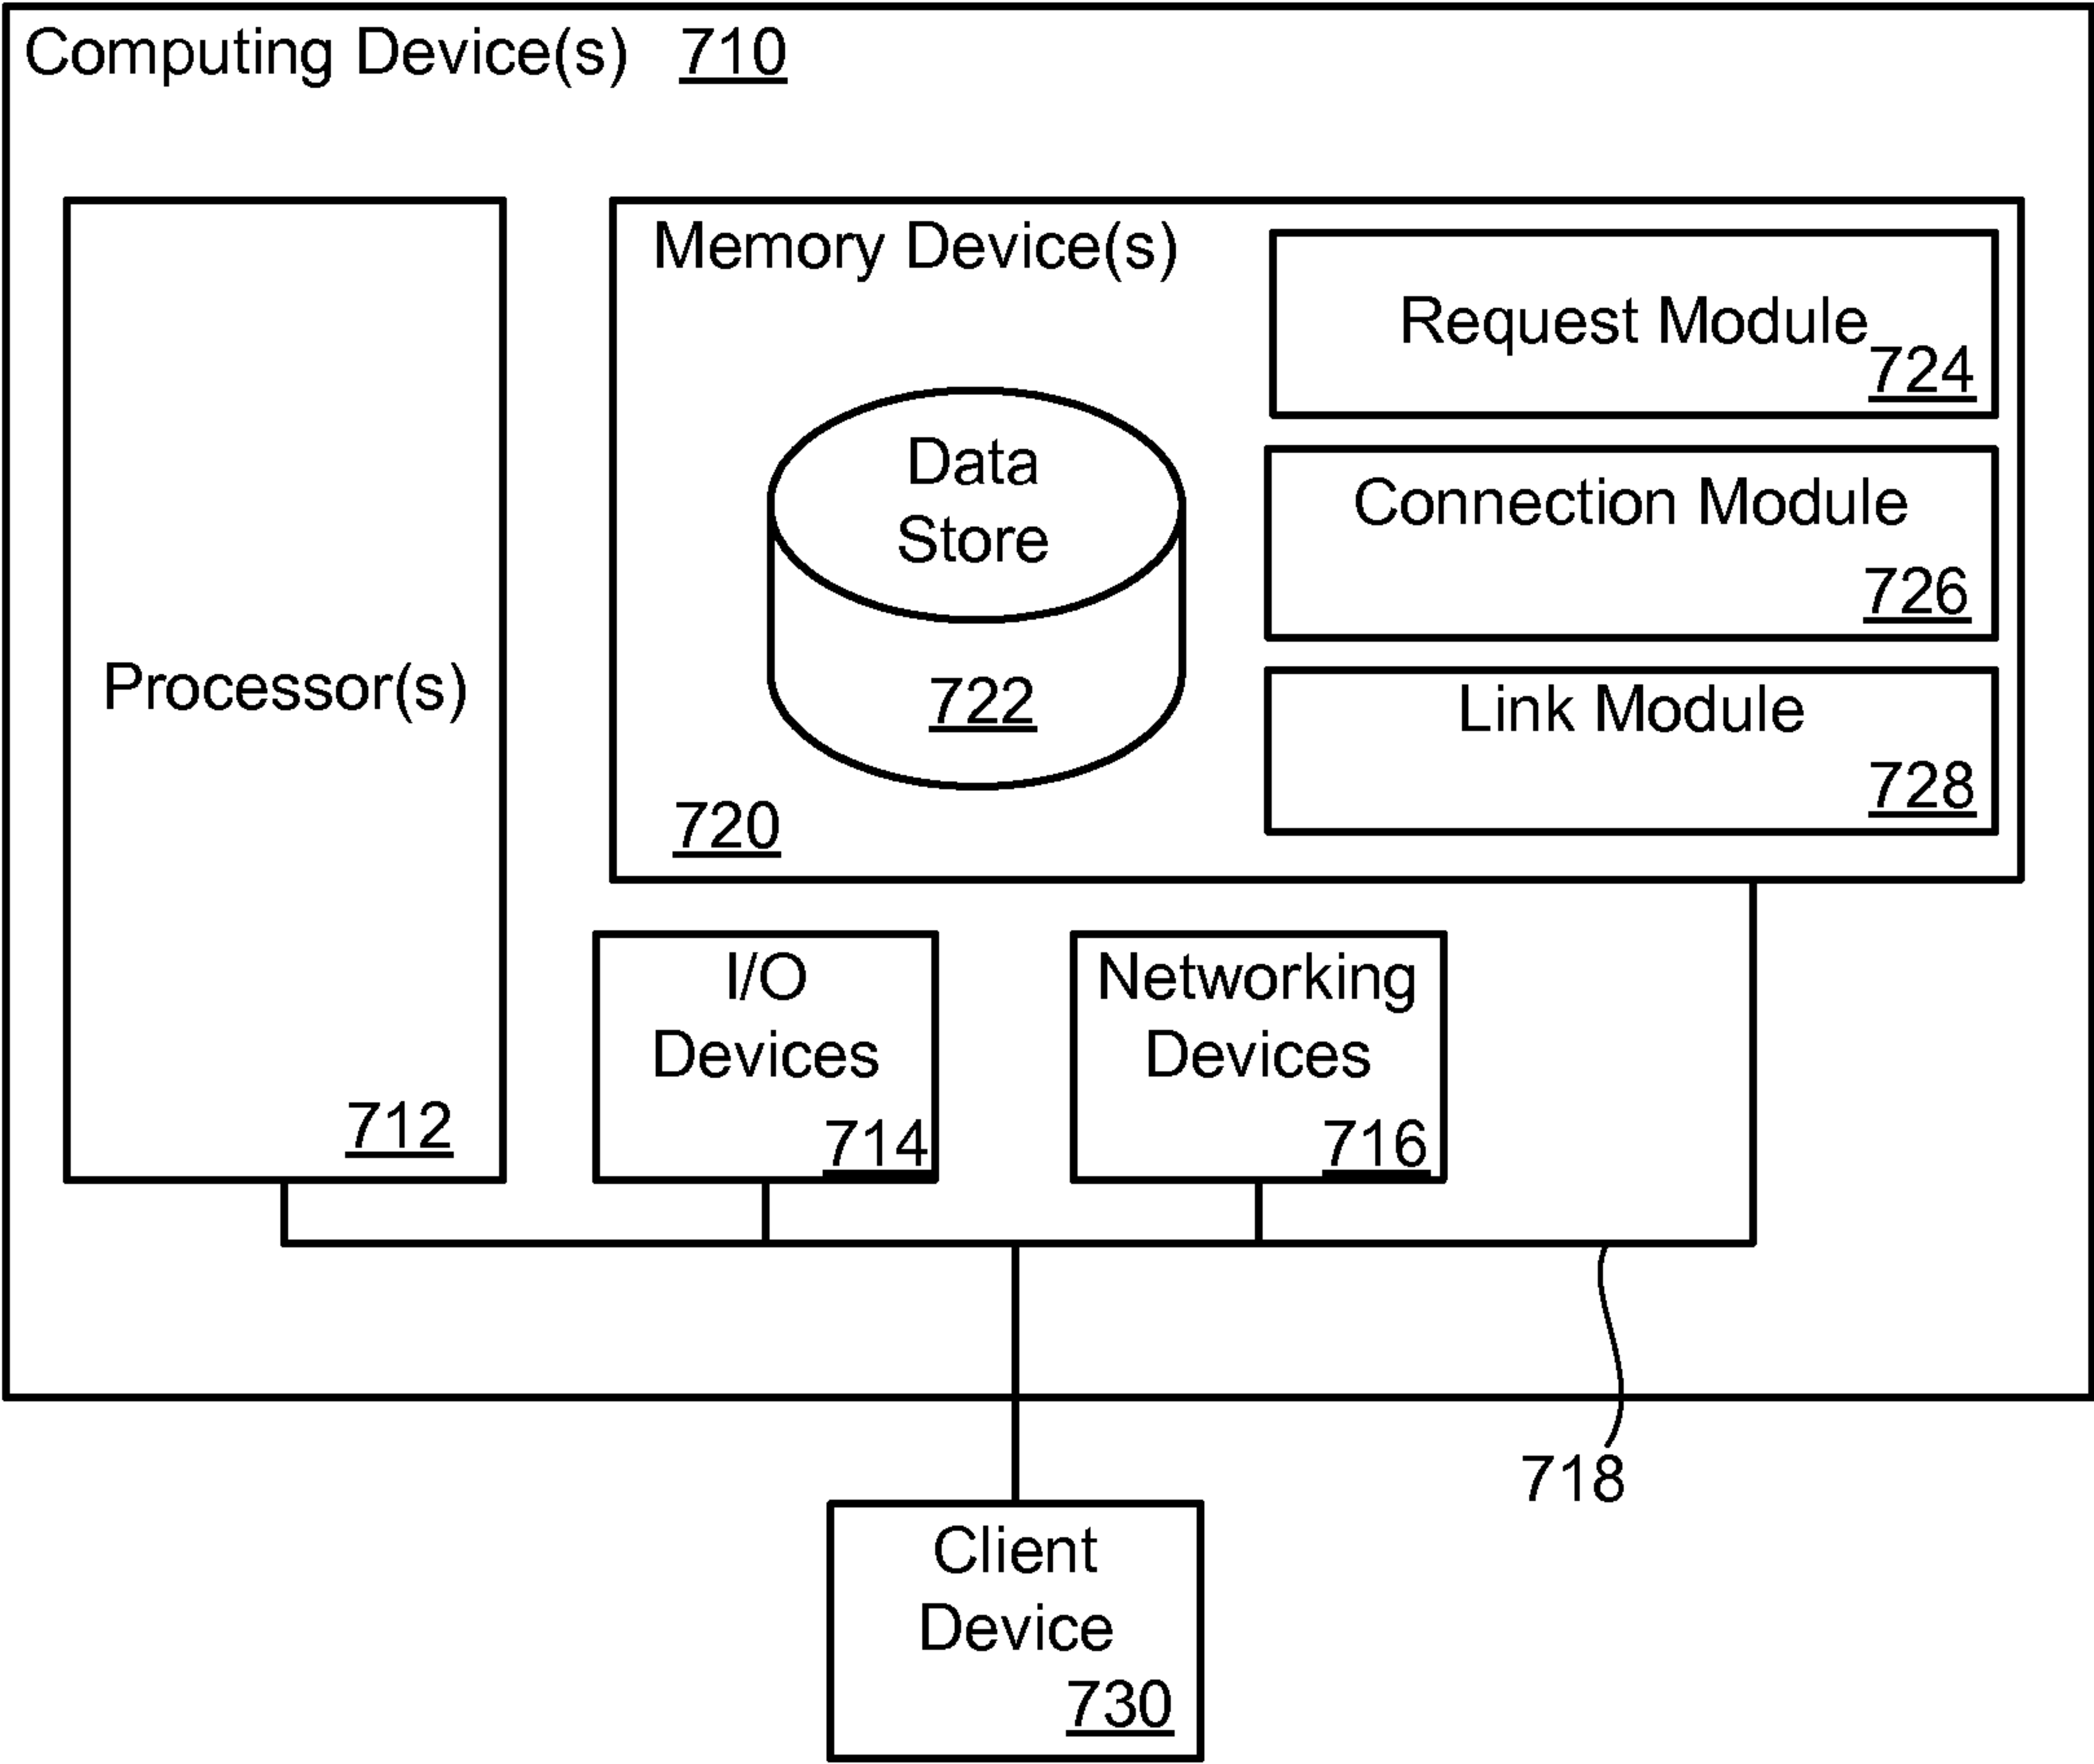 Computing Device(s) 710
Memory Device(s)
Request Module
724
Data
Store
722
Connection Module
726
Link Module
728
720
Processor(s)
712
I/O
Devices
714
Networking
Devices
716
718
Client
Device
730